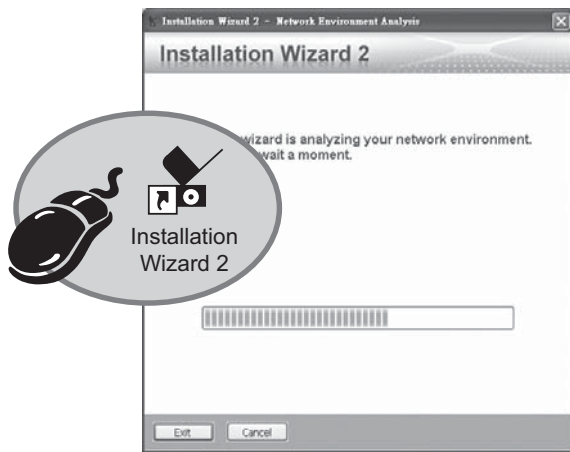 Installation Wizard 2 - Network Environment Analysis
Installation Wizard 2
wizard is analyzing your network environment.
wait a moment.
Installation
Wizard 2
Exit
Cancel